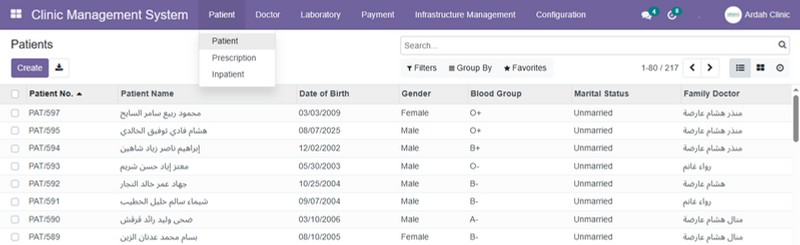 Clinic Management System Patient Doctor Laboratory Payment Infrastructure Management Configuration 4 8 Ardah Clinic
Patients
Patient
Prescription
Inpatient
Search...
Create
Filters Group By Favorites 1-80 / 217
Patient No. Patient Name Date of Birth Gender Blood Group Marital Status Family Doctor
PAT/597 محمود ربيع سامر السايح 03/03/2009 Female O+ Unmarried منذر هشام عارضة
PAT/595 هشام فادي توفيق الخالدي 08/07/2025 Male O+ Unmarried منذر هشام عارضة
PAT/594 إبراهيم ناصر زياد شاهين 12/02/2002 Male B+ Unmarried منذر هشام عارضة
PAT/593 معتز إياد حسن شريم 05/30/2003 Male O- Unmarried رواء غانم
PAT/592 جهاد عمر خالد النجار 10/25/2004 Male B- Unmarried هشام عارضة
PAT/591 شيماء سالم خليل الخطيب 09/07/2004 Male B- Unmarried رواء غانم
PAT/590 ضحى وليد رائد قرقش 03/10/2006 Male A- Unmarried منال هشام عارضة
PAT/589 بسام محمد عدنان الزين 08/10/2005 Female B- Unmarried منال هشام عارضة